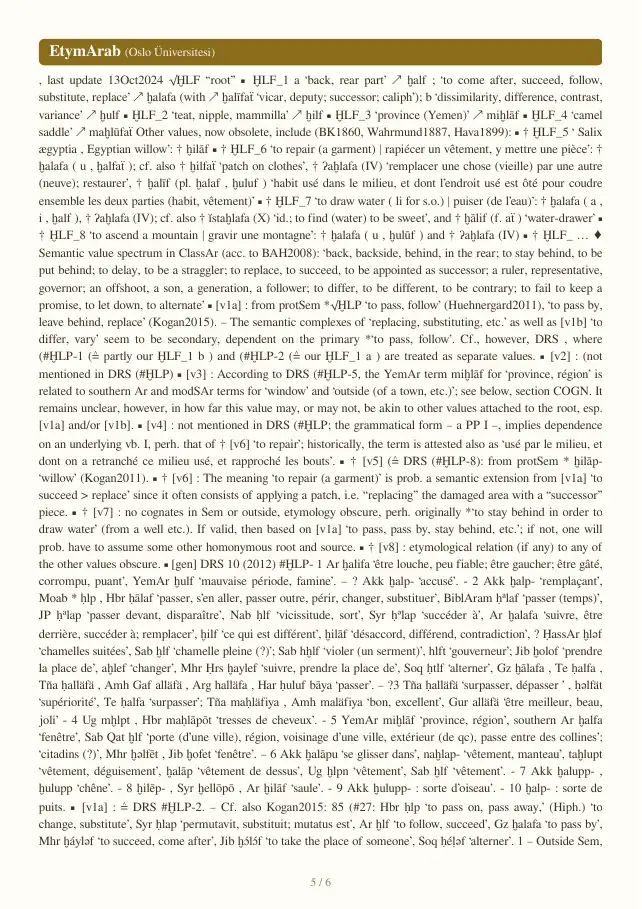 EtymArab (Oslo Üniversitesi)
, last update 13Oct2024 √ḪLF “root” ▪ ḪLF_1 a ‘back, rear part’ ↗ ḫalf ; ‘to come after, succeed, follow,
substitute, replace’ ↗ ḫalafa (with ↗ ḫalīfaẗ ‘vicar, deputy; successor; caliph’); b ‘dissimilarity, difference, contrast,
variance’ ↗ ḫulf ▪ ḪLF_2 ‘teat, nipple, mammilla’ ↗ ḫilf ▪ ḪLF_3 ‘province (Yemen)’ ↗ miḫlāf ▪ ḪLF_4 ‘camel
saddle’ ↗ maḫlūfaẗ Other values, now obsolete, include (BK1860, Wahrmund1887, Hava1899): ▪ † ḪLF_5 ‘ Salix
ægyptia , Egyptian willow’: † ḫilāf ▪ † ḪLF_6 ‘to repair (a garment) | rapiécer un vêtement, y mettre une pièce’: †
ḫalafa ( u , ḫalfaẗ ); cf. also † ḫilfaẗ ‘patch on clothes’, † ʔaḫlafa (IV) ‘remplacer une chose (vieille) par une autre
(neuve); restaurer’, † ḫalīf (pl. ḫalaf , ḫuluf ) ‘habit usé dans le milieu, et dont l’endroit usé est ôté pour coudre
ensemble les deux parties (habit, vêtement)’ ▪ † ḪLF_7 ‘to draw water ( li for s.o.) | puiser (de l’eau)’: † ḫalafa ( a ,
i , ḫalf ), † ʔaḫlafa (IV); cf. also † ĭstaḫlafa (X) ‘id.; to find (water) to be sweet’, and † ḫālif (f. aẗ ) ‘water-drawer’ ▪
† ḪLF_8 ‘to ascend a mountain | gravir une montagne’: † ḫalafa ( u , ḫulūf ) and † ʔaḫlafa (IV) ▪ † ḪLF_ … ♦
Semantic value spectrum in ClassAr (acc. to BAH2008): ‘back, backside, behind, in the rear; to stay behind, to be
put behind; to delay, to be a straggler; to replace, to succeed, to be appointed as successor; a ruler, representative,
governor; an offshoot, a son, a generation, a follower; to differ, to be different, to be contrary; to fail to keep a
promise, to let down, to alternate’ ▪ [v1a] : from protSem *√ḪLP ‘to pass, follow’ (Huehnergard2011), ‘to pass by,
leave behind, replace’ (Kogan2015). – The semantic complexes of ‘replacing, substituting, etc.’ as well as [v1b] ‘to
differ, vary’ seem to be secondary, dependent on the primary *‘to pass, follow’. Cf., however, DRS , where
(#ḪLP-1 (≙ partly our ḪLF_1 b ) and (#ḪLP-2 (≙ our ḪLF_1 a ) are treated as separate values. ▪ [v2] : (not
mentioned in DRS (#ḪLP) ▪ [v3] : According to DRS (#ḪLP-5, the YemAr term miḫlāf for ‘province, région’ is
related to southern Ar and modSAr terms for ‘window’ and ‘outside (of a town, etc.)’; see below, section COGN. It
remains unclear, however, in how far this value may, or may not, be akin to other values attached to the root, esp.
[v1a] and/or [v1b]. ▪ [v4] : not mentioned in DRS (#ḪLP; the grammatical form – a PP I –, implies dependence
on an underlying vb. I, perh. that of † [v6] ‘to repair’; historically, the term is attested also as ‘usé par le milieu, et
dont on a retranché ce milieu usé, et rapproché les bouts’. ▪ † [v5] (≙ DRS (#ḪLP-8): from protSem * ḫilāp-
‘willow’ (Kogan2011). ▪ † [v6] : The meaning ‘to repair (a garment)’ is prob. a semantic extension from [v1a] ‘to
succeed > replace’ since it often consists of applying a patch, i.e. “replacing” the damaged area with a “successor”
piece. ▪ † [v7] : no cognates in Sem or outside, etymology obscure, perh. originally *‘to stay behind in order to
draw water’ (from a well etc.). If valid, then based on [v1a] ‘to pass, pass by, stay behind, etc.’; if not, one will
prob. have to assume some other homonymous root and source. ▪ † [v8] : etymological relation (if any) to any of
the other values obscure. ▪ [gen] DRS 10 (2012) #ḪLP- 1 Ar ḫalifa ‘être louche, peu fiable; être gaucher; être gâté,
corrompu, puant’, YemAr ḫulf ‘mauvaise période, famine’. – ? Akk ḫalp- ‘accusé’. - 2 Akk ḫalp- ‘remplaçant’,
Moab * ḫlp , Hbr ḥālaf ‘passer, s’en aller, passer outre, périr, changer, substituer’, BiblAram ḥᵃlaf ‘passer (temps)’,
JP ḥᵃlap ‘passer devant, disparaître’, Nab ḫlf ‘vicissitude, sort’, Syr ḥᵃlap ‘succéder à’, Ar ḫalafa ‘suivre, être
derrière, succéder à; remplacer’, ḫilf ‘ce qui est différent’, ḫilāf ‘désaccord, différend, contradiction’, ? ḤassAr ḫləf
‘chamelles suitées’, Sab ḫlf ‘chamelle pleine (?)’; Sab hḫlf ‘violer (un serment)’, hlft ‘gouverneur’; Jib ḫolof ‘prendre
la place de’, aḫlef ‘changer’, Mhr Ḥrs ḫaylef ‘suivre, prendre la place de’, Soq ḥtlf ‘alterner’, Gz ḫālafa , Te ḥalfa ,
Tña ḥalläfä , Amh Gaf alläfä , Arg halläfa , Har ḥuluf bāya ‘passer’. – ?3 Tña ḥalläfä ‘surpasser, dépasser ’ , ḥəlfät
‘supériorité’, Te ḥalfa ‘surpasser’; Tña maḥläfiya , Amh maläfiya ‘bon, excellent’, Gur alläfä ‘être meilleur, beau,
joli’ - 4 Ug mḫlpt , Hbr maḥlāpōt ‘tresses de cheveux’. - 5 YemAr miḫlāf ‘province, région’, southern Ar ḫalfa
‘fenêtre’, Sab Qat ḫlf ‘porte (d’une ville), région, voisinage d’une ville, extérieur (de qc), passe entre des collines’;
‘citadins (?)’, Mhr ḫəlfēt , Jib ḫofet ‘fenêtre’. – 6 Akk ḫalāpu ‘se glisser dans’, naḫlap- ‘vêtement, manteau’, taḫlupt
‘vêtement, déguisement’, ḫalāp ‘vêtement de dessus’, Ug ḫlpn ‘vêtement’, Sab ḫlf ‘vêtement’. - 7 Akk ḫalupp- ,
ḫulupp ‘chêne’. - 8 ḫilēp- , Syr ḥellōpō , Ar ḫilāf ‘saule’. - 9 Akk ḫulupp- : sorte d’oiseau’. - 10 ḫalp- : sorte de
puits. ▪ [v1a] : ≙ DRS #ḪLP-2. – Cf. also Kogan2015: 85 (#27: Hbr ḥlp ‘to pass on, pass away,’ (Hiph.) ‘to
change, substitute’, Syr ḥlap ‘permutavit, substituit; mutatus est’, Ar ḫlf ‘to follow, succeed’, Gz ḫalafa ‘to pass by’,
Mhr ḫáyləf ‘to succeed, come after’, Jib ḫɔ́lɔ́f ‘to take the place of someone’, Soq ḥéləf ‘alterner’. 1 – Outside Sem,
5 / 6